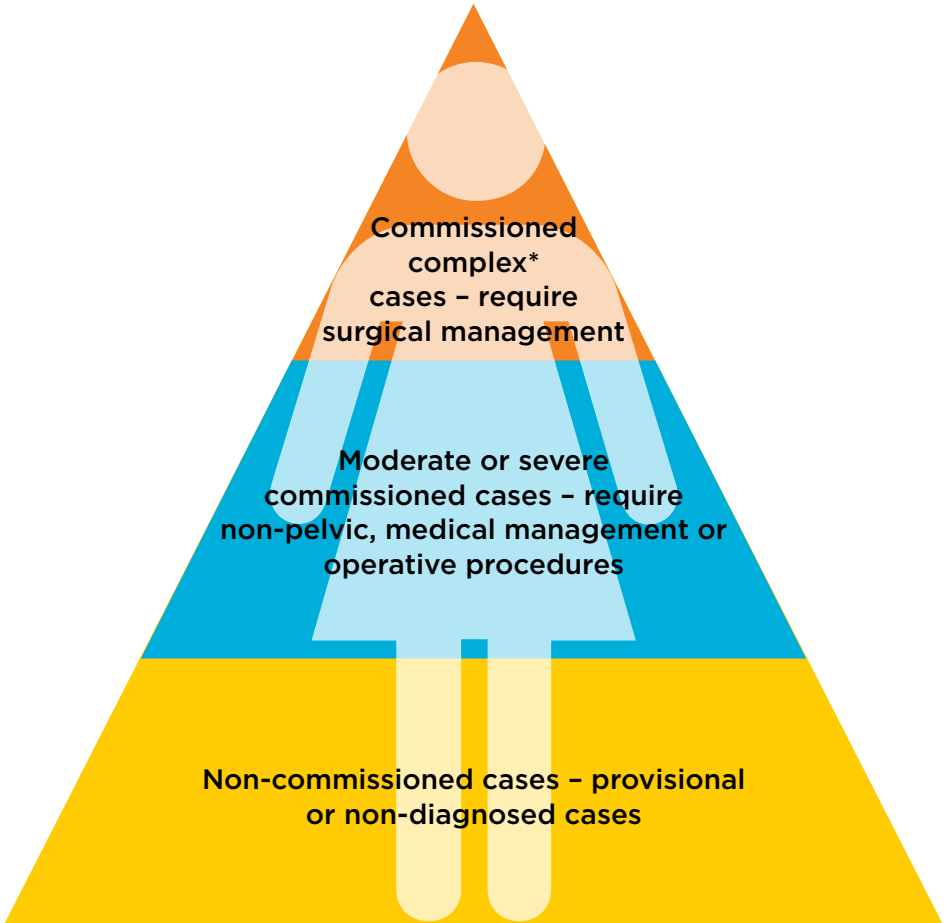 Commissioned
complex*
cases – require
surgical management
Moderate or severe
commissioned cases – require
non-pelvic, medical management or
operative procedures
Non-commissioned cases – provisional
or non-diagnosed cases